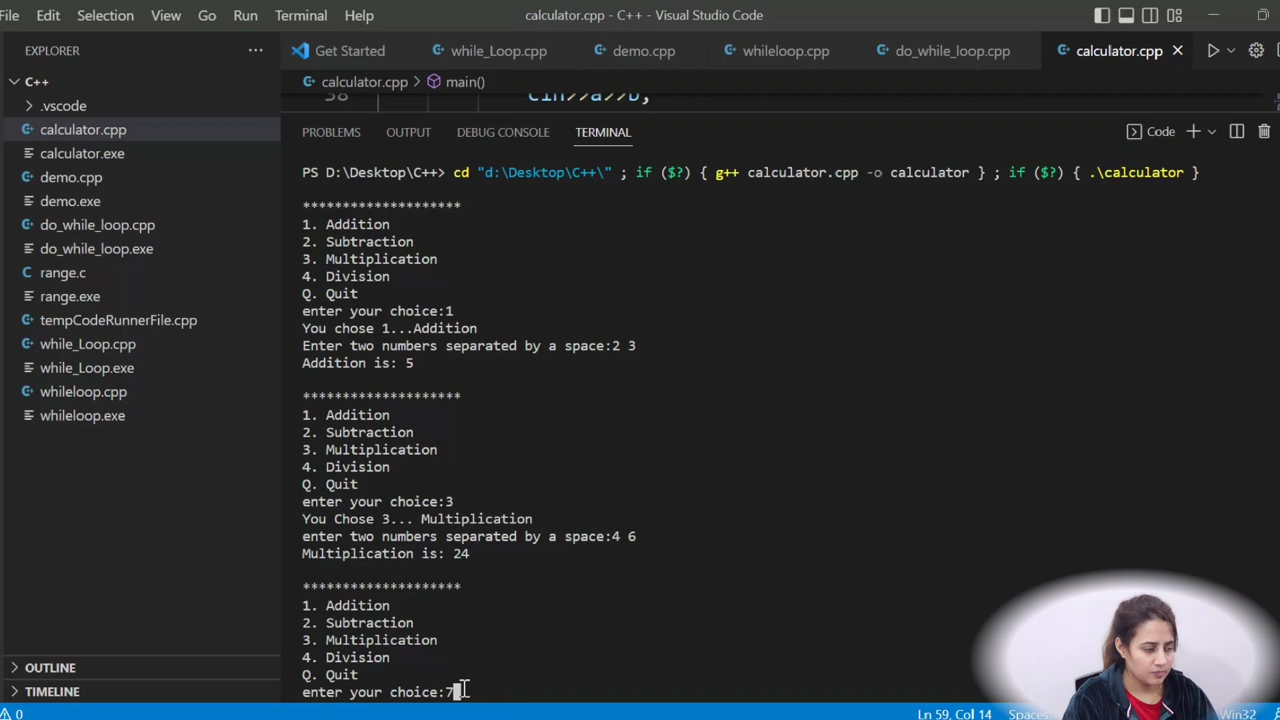 File Edit Selection View Go Run Terminal Help
calculator.cpp - C++ - Visual Studio Code
EXPLORER
Get Started while_Loop.cpp demo.cpp whileloop.cpp do_while_loop.cpp calculator.cpp
C++
.vscode
calculator.cpp
calculator.exe
demo.cpp
demo.exe
do_while_loop.cpp
do_while_loop.exe
range.c
range.exe
tempCodeRunnerFile.cpp
while_Loop.cpp
while_Loop.exe
whileloop.cpp
whileloop.exe
OUTLINE
TIMELINE
calculator.cpp > main()
38 cin>>a>>b;
PROBLEMS OUTPUT DEBUG CONSOLE TERMINAL
Code
PS D:\Desktop\C++> cd "d:\Desktop\C++\" ; if ($?) { g++ calculator.cpp -o calculator } ; if ($?) { .\calculator }
********************
1. Addition
2. Subtraction
3. Multiplication
4. Division
Q. Quit
enter your choice:1
You chose 1...Addition
Enter two numbers separated by a space:2 3
Addition is: 5
********************
1. Addition
2. Subtraction
3. Multiplication
4. Division
Q. Quit
enter your choice:3
You Chose 3... Multiplication
enter two numbers separated by a space:4 6
Multiplication is: 24
********************
1. Addition
2. Subtraction
3. Multiplication
4. Division
Q. Quit
enter your choice:7
0
Ln 59, Col 14 Spaces Win32